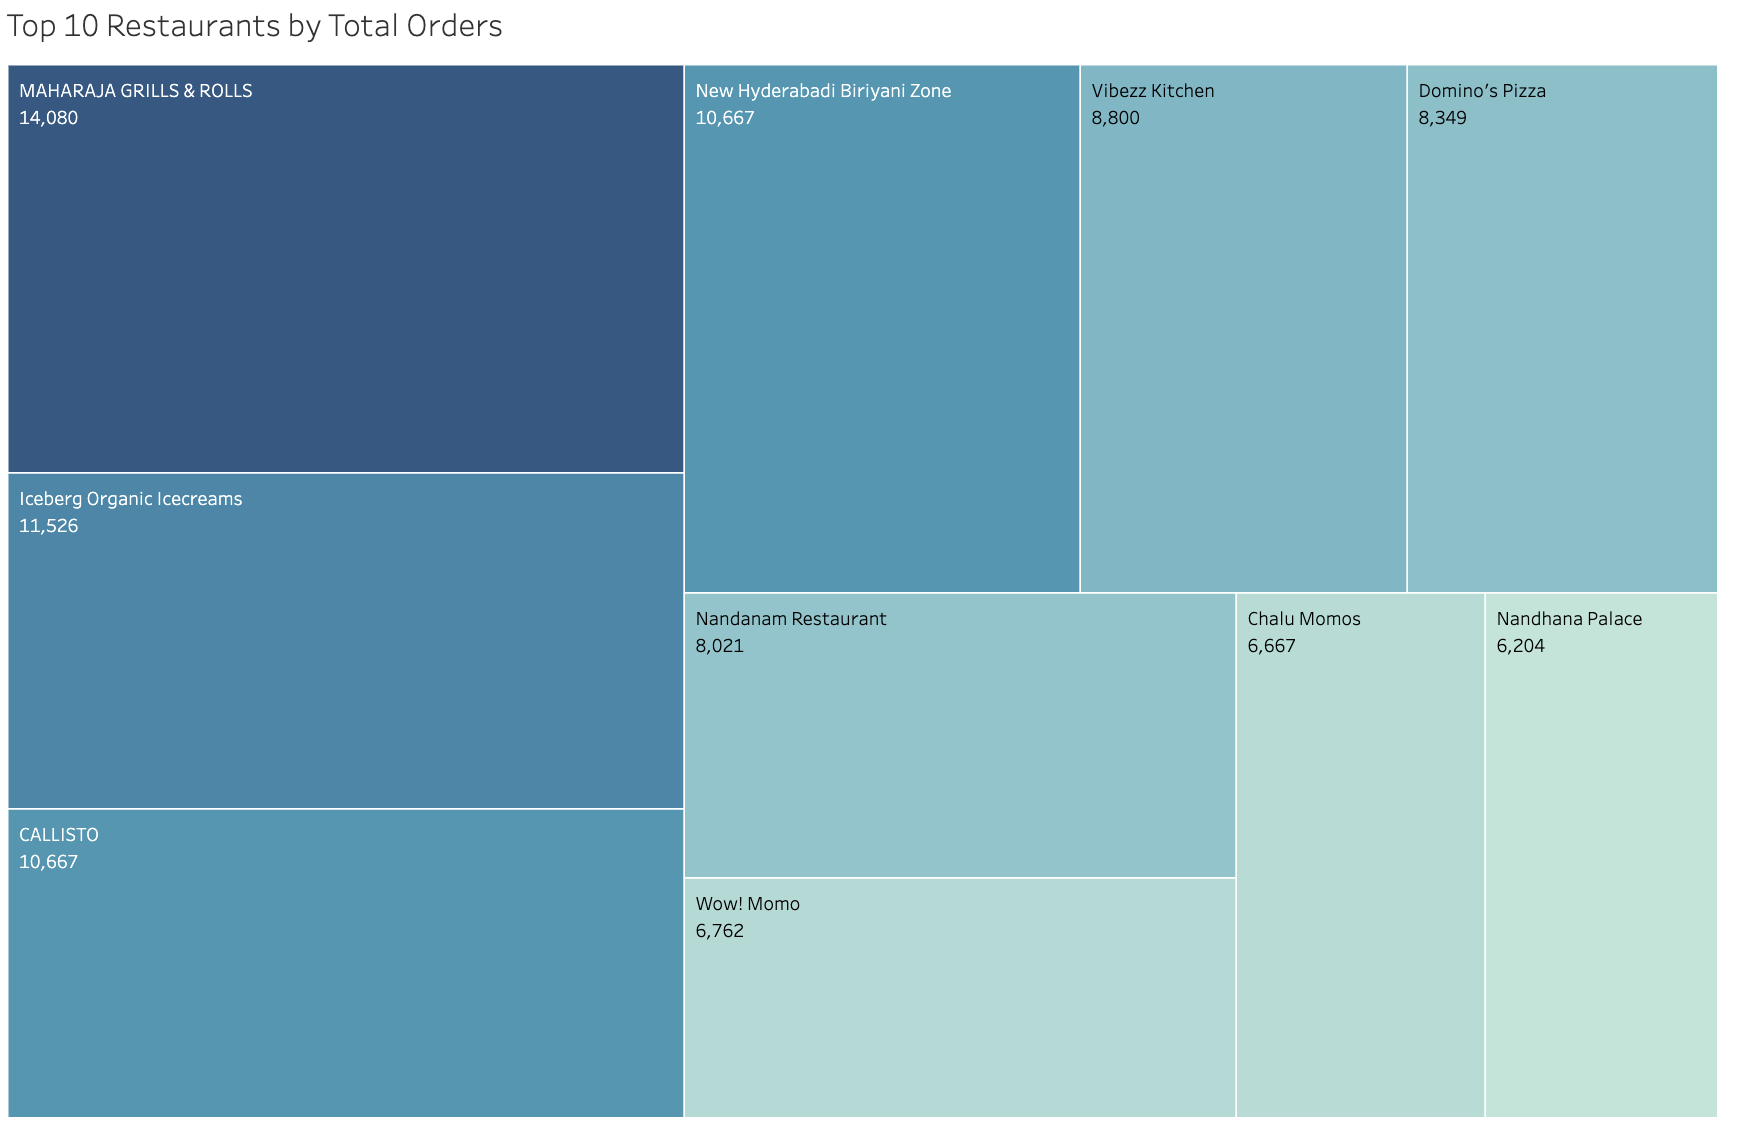 Top 10 Restaurants by Total Orders
MAHARAJA GRILLS & ROLLS
14,080
Iceberg Organic Icecreams
11,526
CALLISTO
10,667
New Hyderabadi Biriyani Zone
10,667
Vibezz Kitchen
8,800
Domino’s Pizza
8,349
Nandanam Restaurant
8,021
Wow! Momo
6,762
Chalu Momos
6,667
Nandhana Palace
6,204